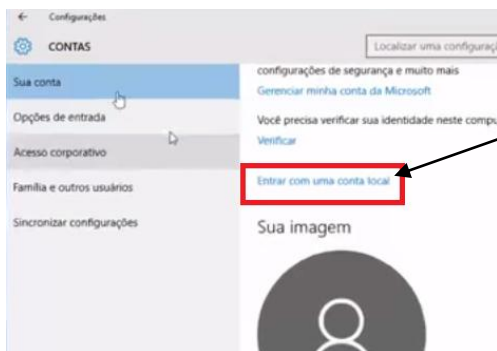 Configurações
CONTAS
Localizar uma configuraçã
Sua conta
Opções de entrada
Acesso corporativo
Família e outros usuários
Sincronizar configurações
configurações de segurança e muito mais
Gerenciar minha conta da Microsoft
Você precisa verificar sua identidade neste compu
Verificar
Entrar com uma conta local
Sua imagem